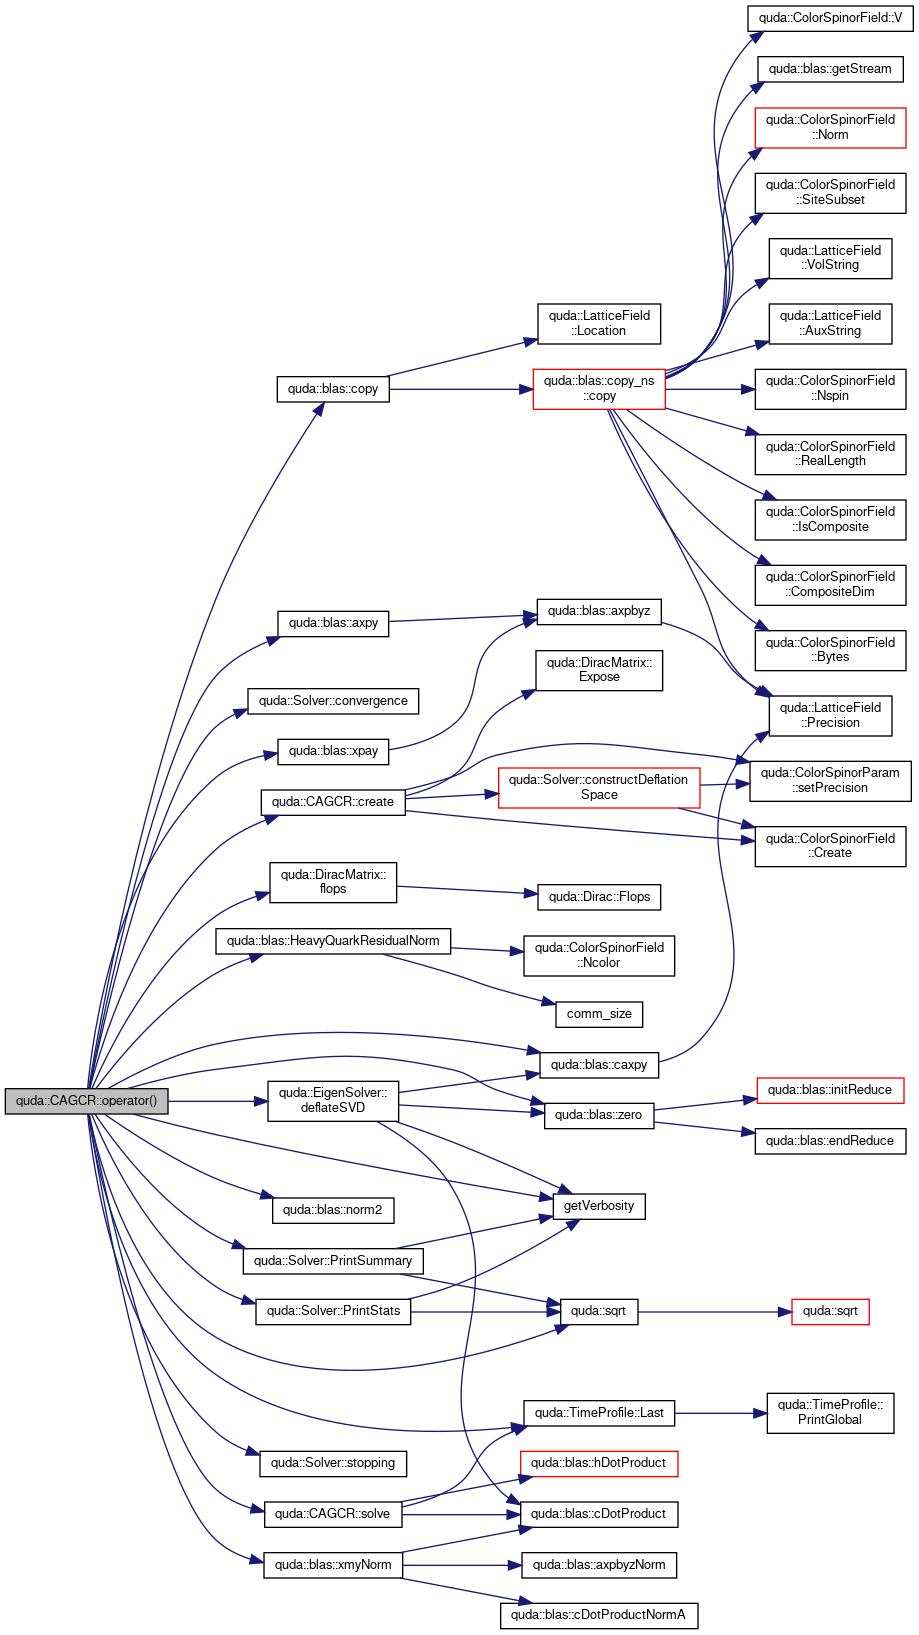 quda::ColorSpinorField::V
quda::blas::getStream
quda::ColorSpinorField
::Norm
quda::ColorSpinorField
::SiteSubset
quda::LatticeField
::VolString
quda::LatticeField
::Location
quda::LatticeField
::AuxString
quda::blas::copy
quda::blas::copy_ns
::copy
quda::ColorSpinorField
::Nspin
quda::ColorSpinorField
::RealLength
quda::ColorSpinorField
::IsComposite
quda::ColorSpinorField
::CompositeDim
quda::blas::axpy
quda::blas::axpbyz
quda::ColorSpinorField
::Bytes
quda::Solver::convergence
quda::DiracMatrix::
Expose
quda::LatticeField
::Precision
quda::blas::xpay
quda::CAGCR::create
quda::Solver::constructDeflation
Space
quda::ColorSpinorParam
::setPrecision
quda::ColorSpinorField
::Create
quda::DiracMatrix::
flops
quda::Dirac::Flops
quda::blas::HeavyQuarkResidualNorm
quda::ColorSpinorField
::Ncolor
comm_size
quda::blas::caxpy
quda::CAGCR::operator()
quda::EigenSolver::
deflateSVD
quda::blas::zero
quda::blas::initReduce
quda::blas::endReduce
quda::blas::norm2
getVerbosity
quda::Solver::PrintSummary
quda::Solver::PrintStats
quda::sqrt
quda::sqrt
quda::TimeProfile::Last
quda::TimeProfile::
PrintGlobal
quda::Solver::stopping
quda::blas::hDotProduct
quda::CAGCR::solve
quda::blas::cDotProduct
quda::blas::xmyNorm
quda::blas::axpbyzNorm
quda::blas::cDotProductNormA